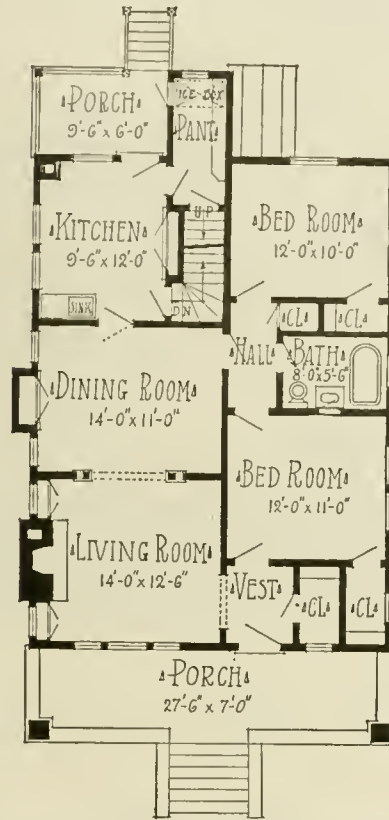 PORCH
9'-6" x 6'-0"
ICE-BOX
PANT.
KITCHEN
9'-6" x 12'-0"
UP
BED ROOM
12'-0" x 10'-0"
SINK
DN
CL
CL
HALL
BATH
8'-0" x 5'-6"
DINING ROOM
14'-0" x 11'-0"
BED ROOM
12'-0" x 11'-0"
LIVING ROOM
14'-0" x 12'-6"
VEST
CL
CL
PORCH
27'-6" x 7'-0"